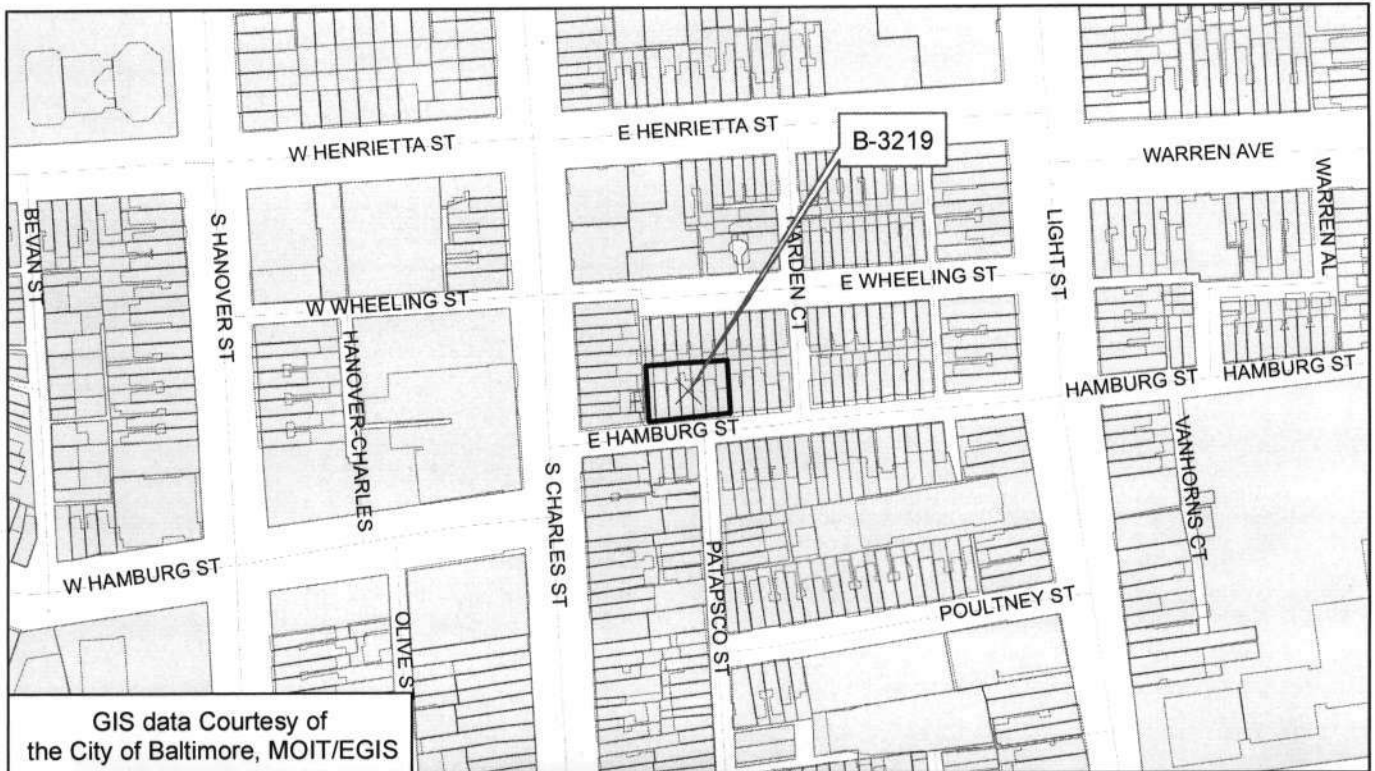 E HENRIETTA ST
B-3219
W HENRIETTA ST
WARREN AVE
BEVAN ST
S HANOVER ST
WARDEN CT
LIGHT ST
WARREN AL
E WHEELING ST
W WHEELING ST
HANOVER-CHARLES
HAMBURG ST
HAMBURG ST
E HAMBURG ST
S CHARLES ST
VANHORNS CT
W HAMBURG ST
PATAPSCO ST
POULTNEY ST
OLIVE S
GIS data Courtesy of
the City of Baltimore, MOIT/EGIS